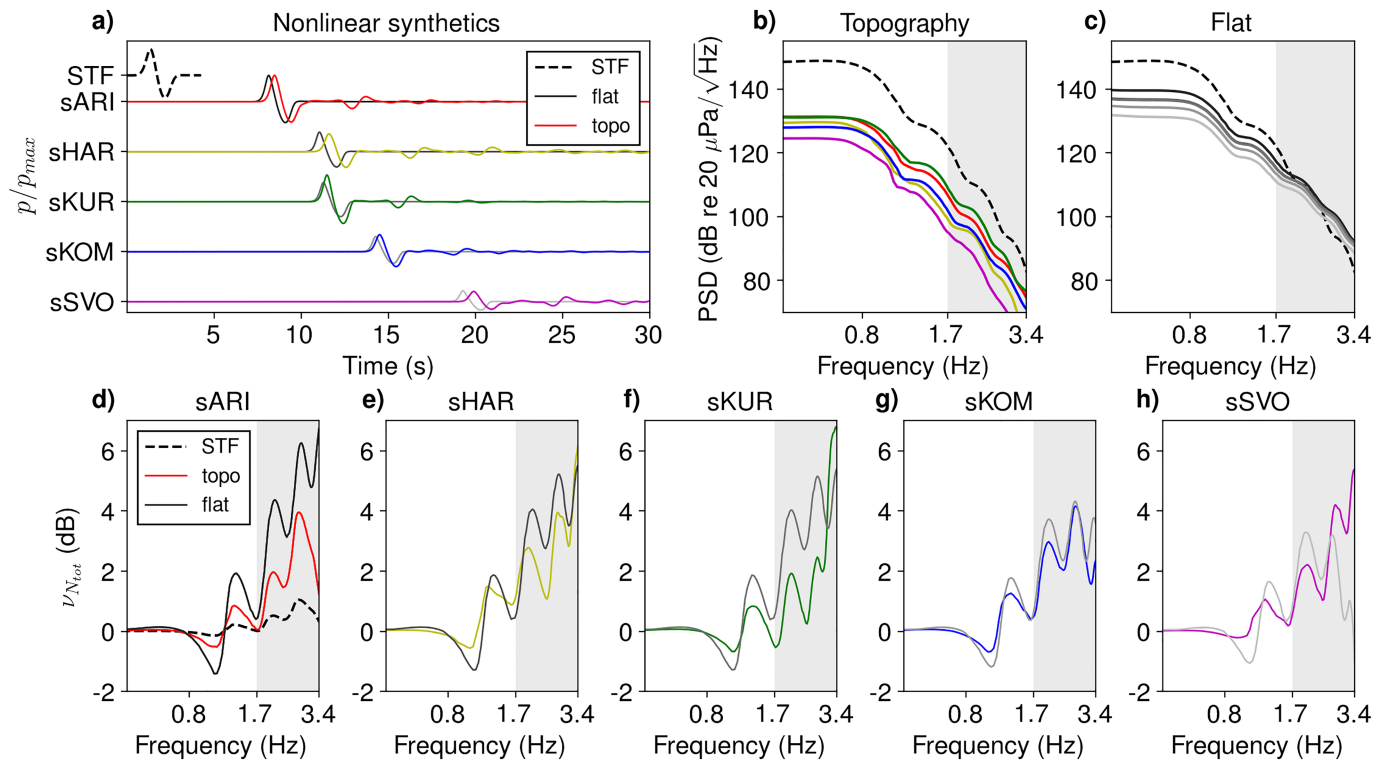 a) Nonlinear synthetics
STF
sARI
sHAR
sKUR
sKOM
sSVO
p/p_max
STF
flat
topo
5 10 15 20 25 30
Time (s)
b) Topography
PSD (dB re 20 μPa/√Hz)
140
120
100
80
0.8 1.7 3.4
Frequency (Hz)
c) Flat
140
120
100
80
0.8 1.7 3.4
Frequency (Hz)
d) sARI
ν_{N_{tot}} (dB)
STF
topo
flat
6
4
2
0
-2
0.8 1.7 3.4
Frequency (Hz)
e) sHAR
6
4
2
0
-2
0.8 1.7 3.4
Frequency (Hz)
f) sKUR
6
4
2
0
-2
0.8 1.7 3.4
Frequency (Hz)
g) sKOM
6
4
2
0
-2
0.8 1.7 3.4
Frequency (Hz)
h) sSVO
6
4
2
0
-2
0.8 1.7 3.4
Frequency (Hz)